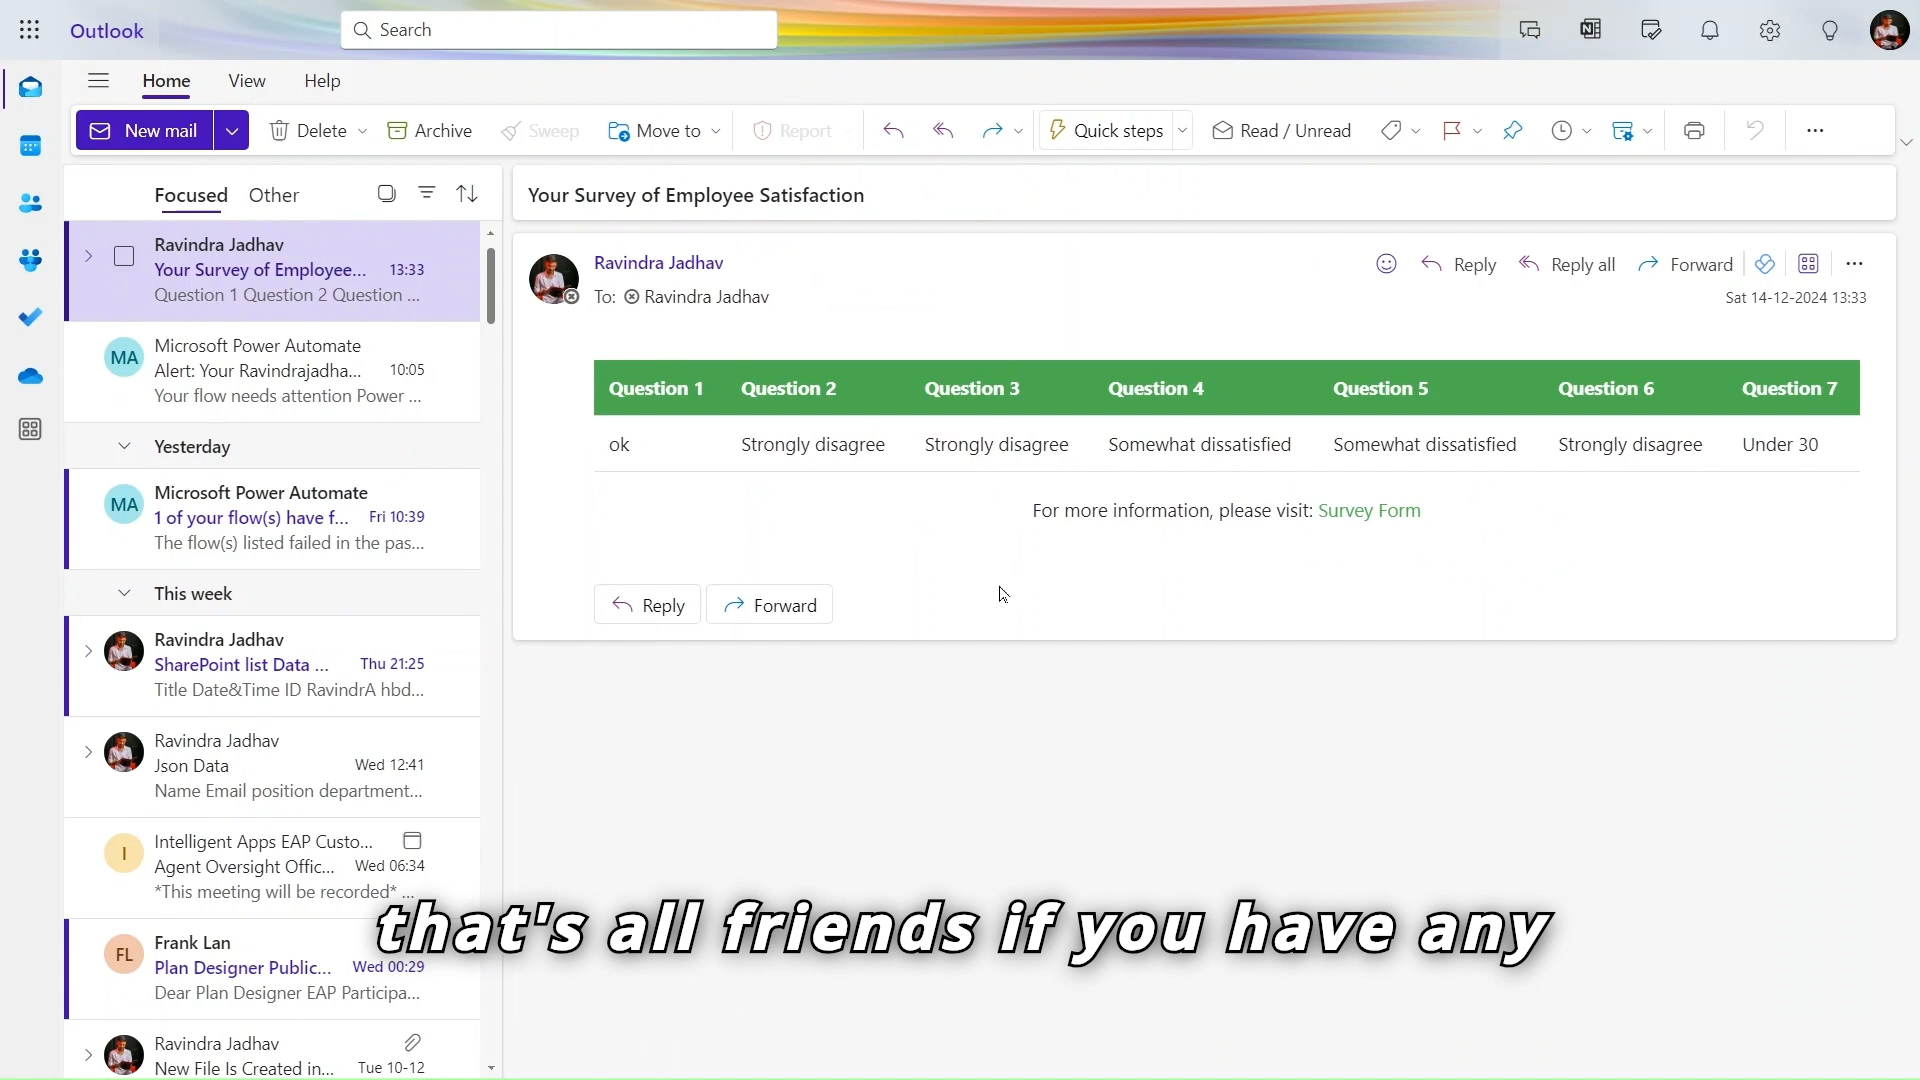 Outlook
Search
Home View Help
New mail Delete Archive Sweep Move to Report Quick steps Read / Unread
Focused Other
Ravindra Jadhav
Your Survey of Employee... 13:33
Question 1 Question 2 Question ...
MA
Microsoft Power Automate
Alert: Your Ravindrajadha... 10:05
Your flow needs attention Power ...
Yesterday
MA
Microsoft Power Automate
1 of your flow(s) have f... Fri 10:39
The flow(s) listed failed in the pas...
This week
Ravindra Jadhav
SharePoint list Data ... Thu 21:25
Title Date&Time ID RavindrA hbd...
Ravindra Jadhav
Json Data Wed 12:41
Name Email position department...
I
Intelligent Apps EAP Custo...
Agent Oversight Offic... Wed 06:34
*This meeting will be recorded* ...
FL
Frank Lan
Plan Designer Public... Wed 00:29
Dear Plan Designer EAP Participa...
Ravindra Jadhav
New File Is Created in... Tue 10-12
Your Survey of Employee Satisfaction
Ravindra Jadhav
Reply Reply all Forward
To: Ravindra Jadhav
Sat 14-12-2024 13:33
Question 1 Question 2 Question 3 Question 4 Question 5 Question 6 Question 7
ok Strongly disagree Strongly disagree Somewhat dissatisfied Somewhat dissatisfied Strongly disagree Under 30
For more information, please visit: Survey Form
Reply Forward
that's all friends if you have any